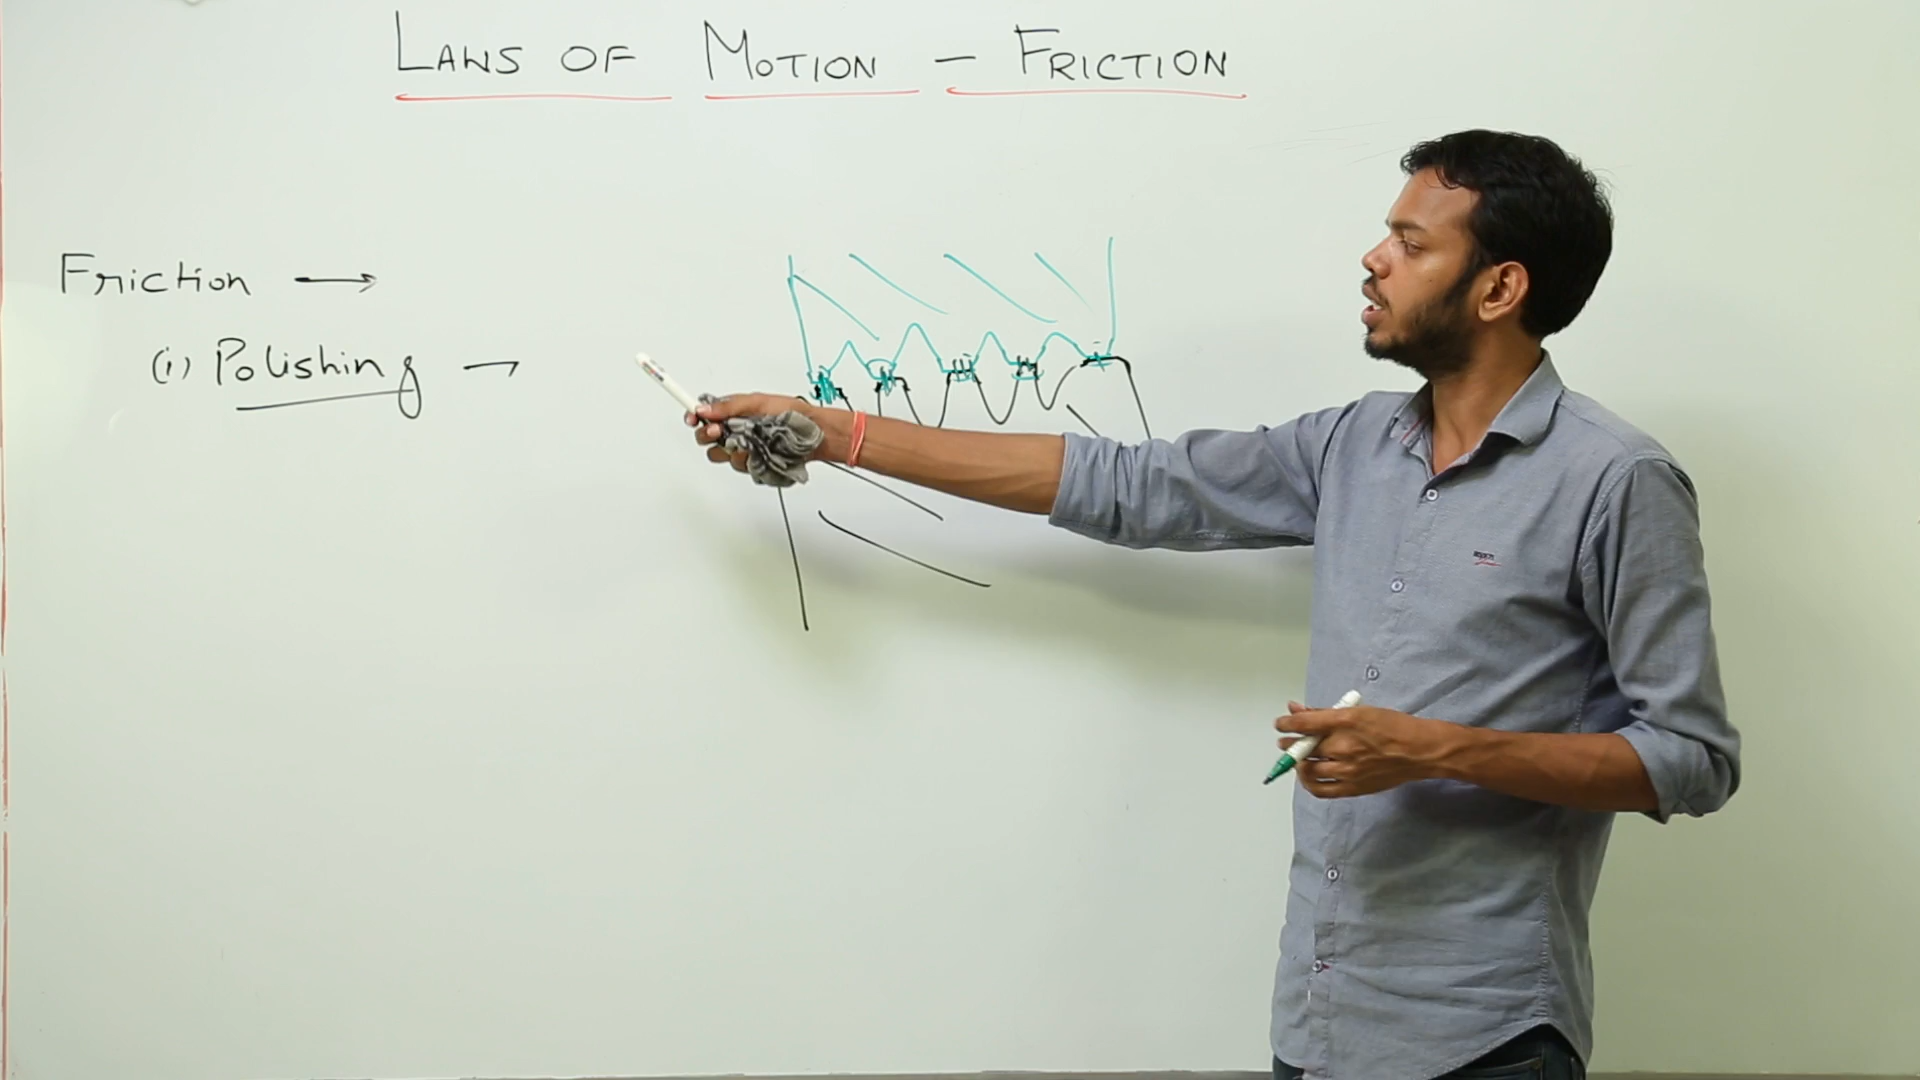 LAWS OF MOTION – FRICTION
Friction →
(i) Polishing →